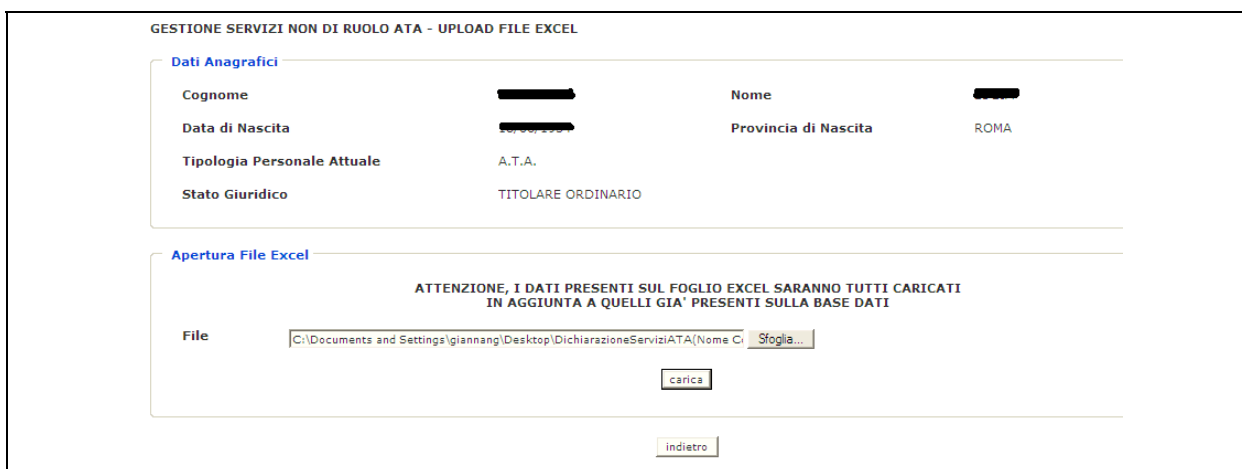 GESTIONE SERVIZI NON DI RUOLO ATA - UPLOAD FILE EXCEL
Dati Anagrafici
Cognome Nome
Data di Nascita Provincia di Nascita ROMA
Tipologia Personale Attuale A.T.A.
Stato Giuridico TITOLARE ORDINARIO
Apertura File Excel
ATTENZIONE, I DATI PRESENTI SUL FOGLIO EXCEL SARANNO TUTTI CARICATI
IN AGGIUNTA A QUELLI GIA' PRESENTI SULLA BASE DATI
File C:\Documents and Settings\giannang\Desktop\DichiarazioneServiziATA(Nome Co Sfoglia...
carica
indietro